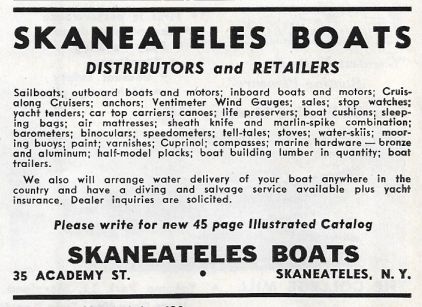 SKANEATELES BOATS
DISTRIBUTORS and RETAILERS
Sailboats; outboard boats and motors; inboard boats and motors; Cruis-
along Cruisers; anchors; Ventimeter Wind Gauges; sales; stop watches;
yacht tenders; car top carriers; canoes; life preservers; boat cushions; sleep-
ing bags; air mattresses; sheath knife and marlin-spike combination;
barometers; binoculars; speedometers; tell-tales; stoves; water-skiis; moor-
ing buoys; paint; varnishes; Cuprinol; compasses; marine hardware — bronze
and aluminum; half-model placks; boat building lumber in quantity; boat
trailers.
We also will arrange water delivery of your boat anywhere in the
country and have a diving and salvage service available plus yacht
insurance. Dealer inquiries are solicited.
Please write for new 45 page Illustrated Catalog
SKANEATELES BOATS
35 ACADEMY ST. • SKANEATELES, N. Y.